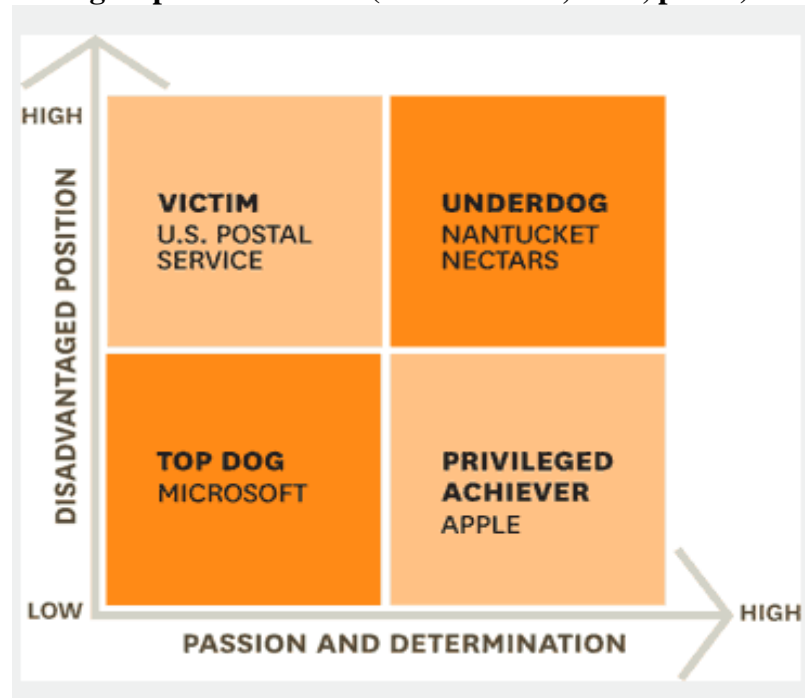 HIGH
DISADVANTAGED POSITION
VICTIM
U.S. POSTAL
SERVICE
UNDERDOG
NANTUCKET
NECTARS
TOP DOG
MICROSOFT
PRIVILEGED
ACHIEVER
APPLE
LOW
HIGH
PASSION AND DETERMINATION